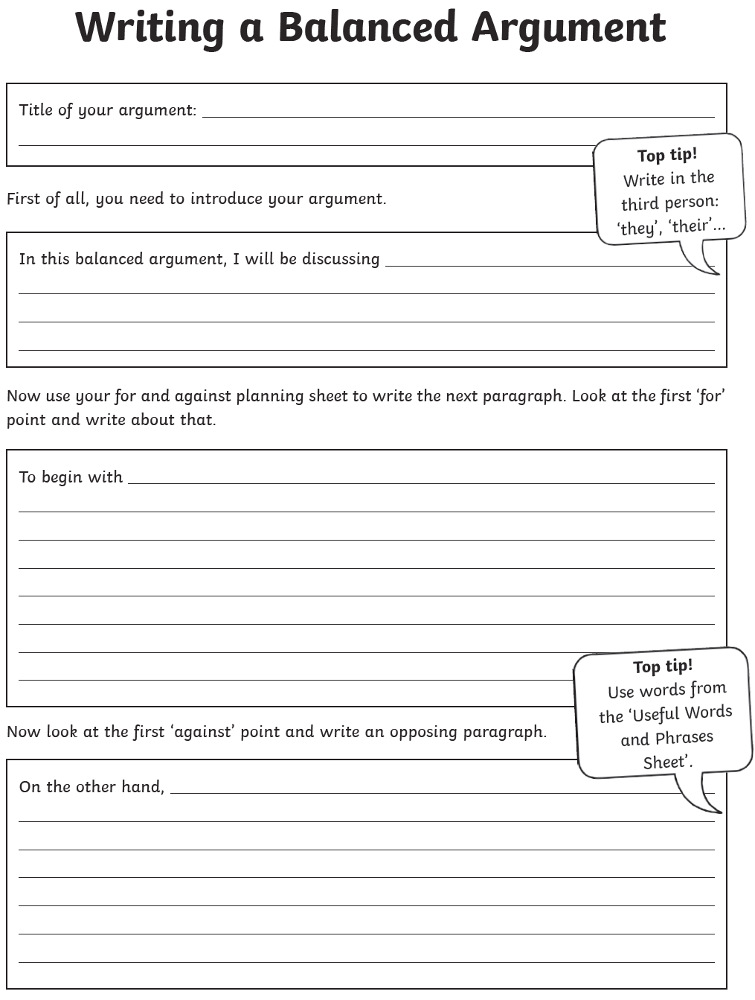 Writing a Balanced Argument
Title of your argument:
Top tip!
Write in the
third person:
‘they’, ‘their’...
First of all, you need to introduce your argument.
In this balanced argument, I will be discussing
Now use your for and against planning sheet to write the next paragraph. Look at the first ‘for’
point and write about that.
To begin with
Top tip!
Use words from
the ‘Useful Words
and Phrases
Sheet’.
Now look at the first ‘against’ point and write an opposing paragraph.
On the other hand,